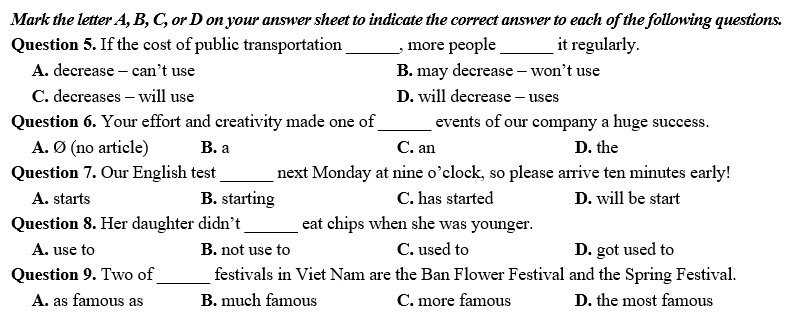 Mark the letter A, B, C, or D on your answer sheet to indicate the correct answer to each of the following questions.
Question 5. If the cost of public transportation ______, more people ______ it regularly.
A. decrease – can’t use B. may decrease – won’t use
C. decreases – will use D. will decrease – uses
Question 6. Your effort and creativity made one of ______ events of our company a huge success.
A. Ø (no article) B. a C. an D. the
Question 7. Our English test ______ next Monday at nine o’clock, so please arrive ten minutes early!
A. starts B. starting C. has started D. will be start
Question 8. Her daughter didn’t ______ eat chips when she was younger.
A. use to B. not use to C. used to D. got used to
Question 9. Two of ______ festivals in Viet Nam are the Ban Flower Festival and the Spring Festival.
A. as famous as B. much famous C. more famous D. the most famous